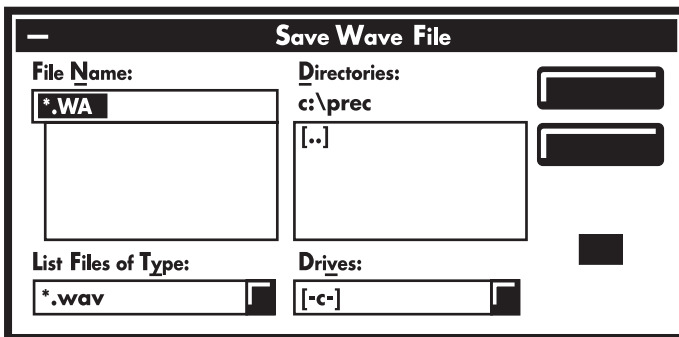 Save Wave File
File Name:
*.WA
Directories:
c:\prec
[..]
List Files of Type:
*.wav
Drives:
[-c-]